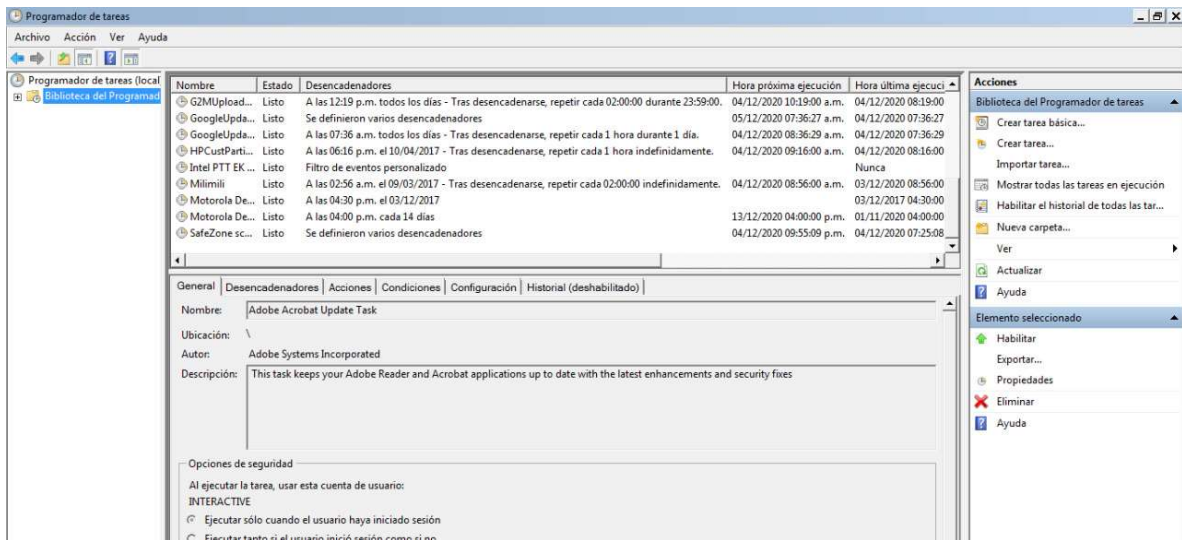 Programador de tareas
Archivo Acción Ver Ayuda
Programador de tareas (local
Biblioteca del Programad
Nombre Estado Desencadenadores Hora próxima ejecución Hora última ejecuci
G2MUpload... Listo A las 12:19 p.m. todos los días - Tras desencadenarse, repetir cada 02:00:00 durante 23:59:00. 04/12/2020 10:19:00 a.m. 04/12/2020 08:19:00
GoogleUpda... Listo Se definieron varios desencadenadores 05/12/2020 07:36:27 a.m. 04/12/2020 07:36:27
GoogleUpda... Listo A las 07:36 a.m. todos los días - Tras desencadenarse, repetir cada 1 hora durante 1 día. 04/12/2020 08:36:29 a.m. 04/12/2020 07:36:29
HPCustParti... Listo A las 06:16 p.m. el 10/04/2017 - Tras desencadenarse, repetir cada 1 hora indefinidamente. 04/12/2020 09:16:00 a.m. 04/12/2020 08:16:00
Intel PTT EK ... Listo Filtro de eventos personalizado Nunca
Milimili Listo A las 02:56 a.m. el 09/03/2017 - Tras desencadenarse, repetir cada 02:00:00 indefinidamente. 04/12/2020 08:56:00 a.m. 03/12/2020 08:56:00
Motorola De... Listo A las 04:30 p.m. el 03/12/2017 03/12/2017 04:30:00
Motorola De... Listo A las 04:00 p.m. cada 14 días 13/12/2020 04:00:00 p.m. 01/11/2020 04:00:00
SafeZone sc... Listo Se definieron varios desencadenadores 04/12/2020 09:55:09 p.m. 04/12/2020 07:25:08
General Desencadenadores Acciones Condiciones Configuración Historial (deshabilitado)
Nombre: Adobe Acrobat Update Task
Ubicación: \
Autor: Adobe Systems Incorporated
Descripción: This task keeps your Adobe Reader and Acrobat applications up to date with the latest enhancements and security fixes
Opciones de seguridad
Al ejecutar la tarea, usar esta cuenta de usuario:
INTERACTIVE
Ejecutar sólo cuando el usuario haya iniciado sesión
Ejecutar tanto si el usuario inició sesión como si no
Acciones
Biblioteca del Programador de tareas
Crear tarea básica...
Crear tarea...
Importar tarea...
Mostrar todas las tareas en ejecución
Habilitar el historial de todas las tar...
Nueva carpeta...
Ver
Actualizar
Ayuda
Elemento seleccionado
Habilitar
Exportar...
Propiedades
Eliminar
Ayuda